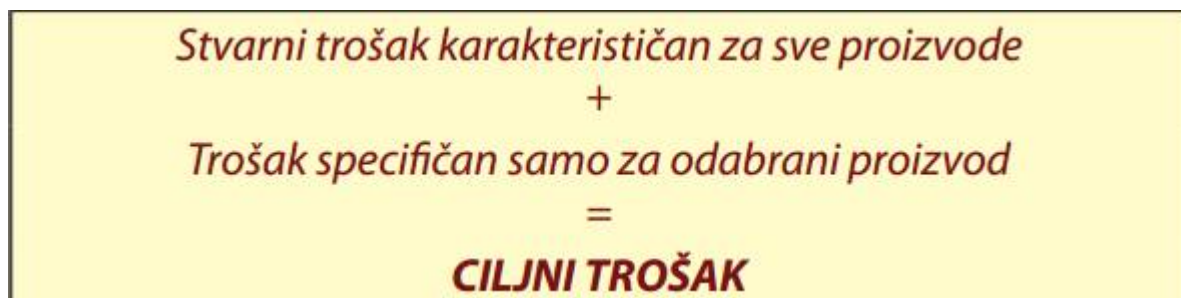 Stvarni trošak karakterističan za sve proizvode
+
Trošak specifičan samo za odabrani proizvod
=
CILJNI TROŠAK